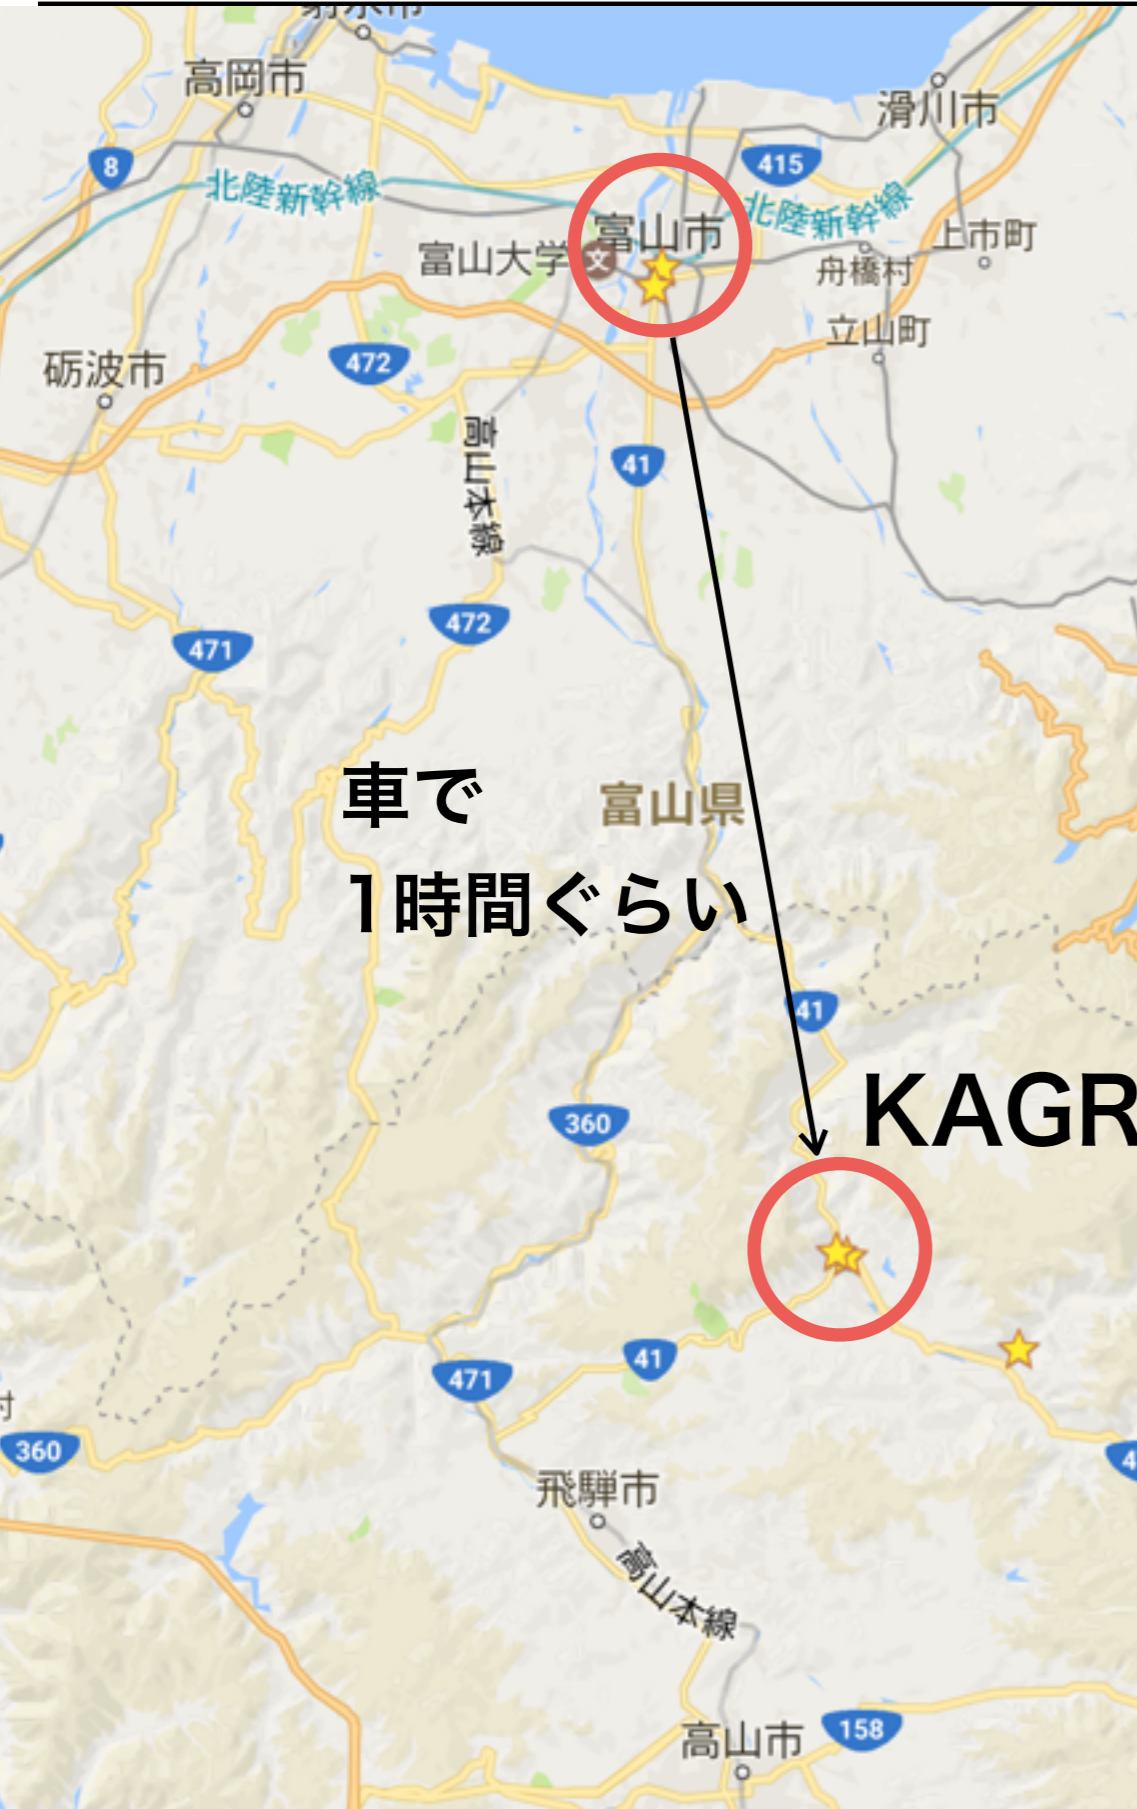 高岡市
滑川市
8
415
北陸新幹線
北陸新幹線
富山市
上市町
富山大学
文
舟橋村
立山町
472
砺波市
高山本線
41
472
471
車で
富山県
1時間ぐらい
41
KAGR
360
41
471
村
360
飛騨市
高山本線
高山市
158